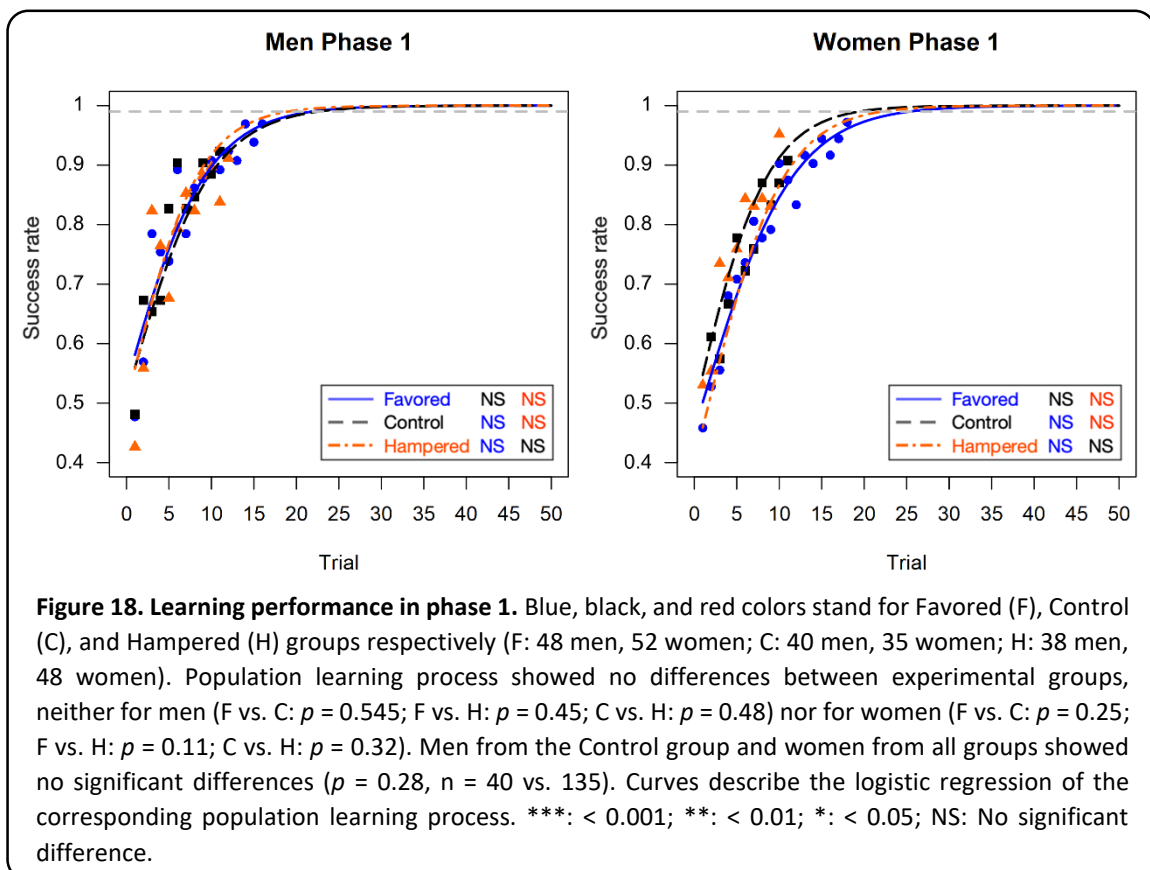 Men Phase 1
Women Phase 1
Success rate
1
0.9
0.8
0.7
0.6
0.5
0.4
Favored NS NS
Control NS NS
Hampered NS NS
0 5 10 15 20 25 30 35 40 45 50
Trial
Success rate
1
0.9
0.8
0.7
0.6
0.5
0.4
Favored NS NS
Control NS NS
Hampered NS NS
0 5 10 15 20 25 30 35 40 45 50
Trial
Figure 18. Learning performance in phase 1. Blue, black, and red colors stand for Favored (F), Control
(C), and Hampered (H) groups respectively (F: 48 men, 52 women; C: 40 men, 35 women; H: 38 men,
48 women). Population learning process showed no differences between experimental groups,
neither for men (F vs. C: p = 0.545; F vs. H: p = 0.45; C vs. H: p = 0.48) nor for women (F vs. C: p = 0.25;
F vs. H: p = 0.11; C vs. H: p = 0.32). Men from the Control group and women from all groups showed
no significant differences (p = 0.28, n = 40 vs. 135). Curves describe the logistic regression of the
corresponding population learning process. ***: < 0.001; **: < 0.01; *: < 0.05; NS: No significant
difference.